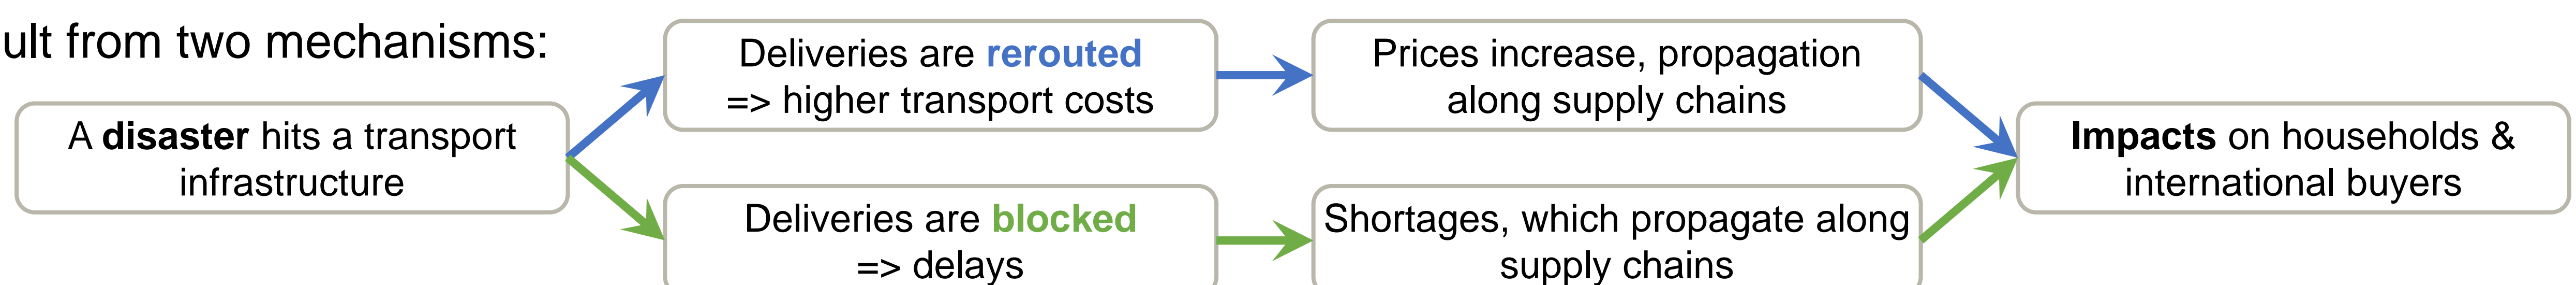 ult from two mechanisms:
A disaster hits a transport
infrastructure
Deliveries are rerouted
=> higher transport costs
Prices increase, propagation
along supply chains
Deliveries are blocked
=> delays
Shortages, which propagate along
supply chains
Impacts on households &
international buyers